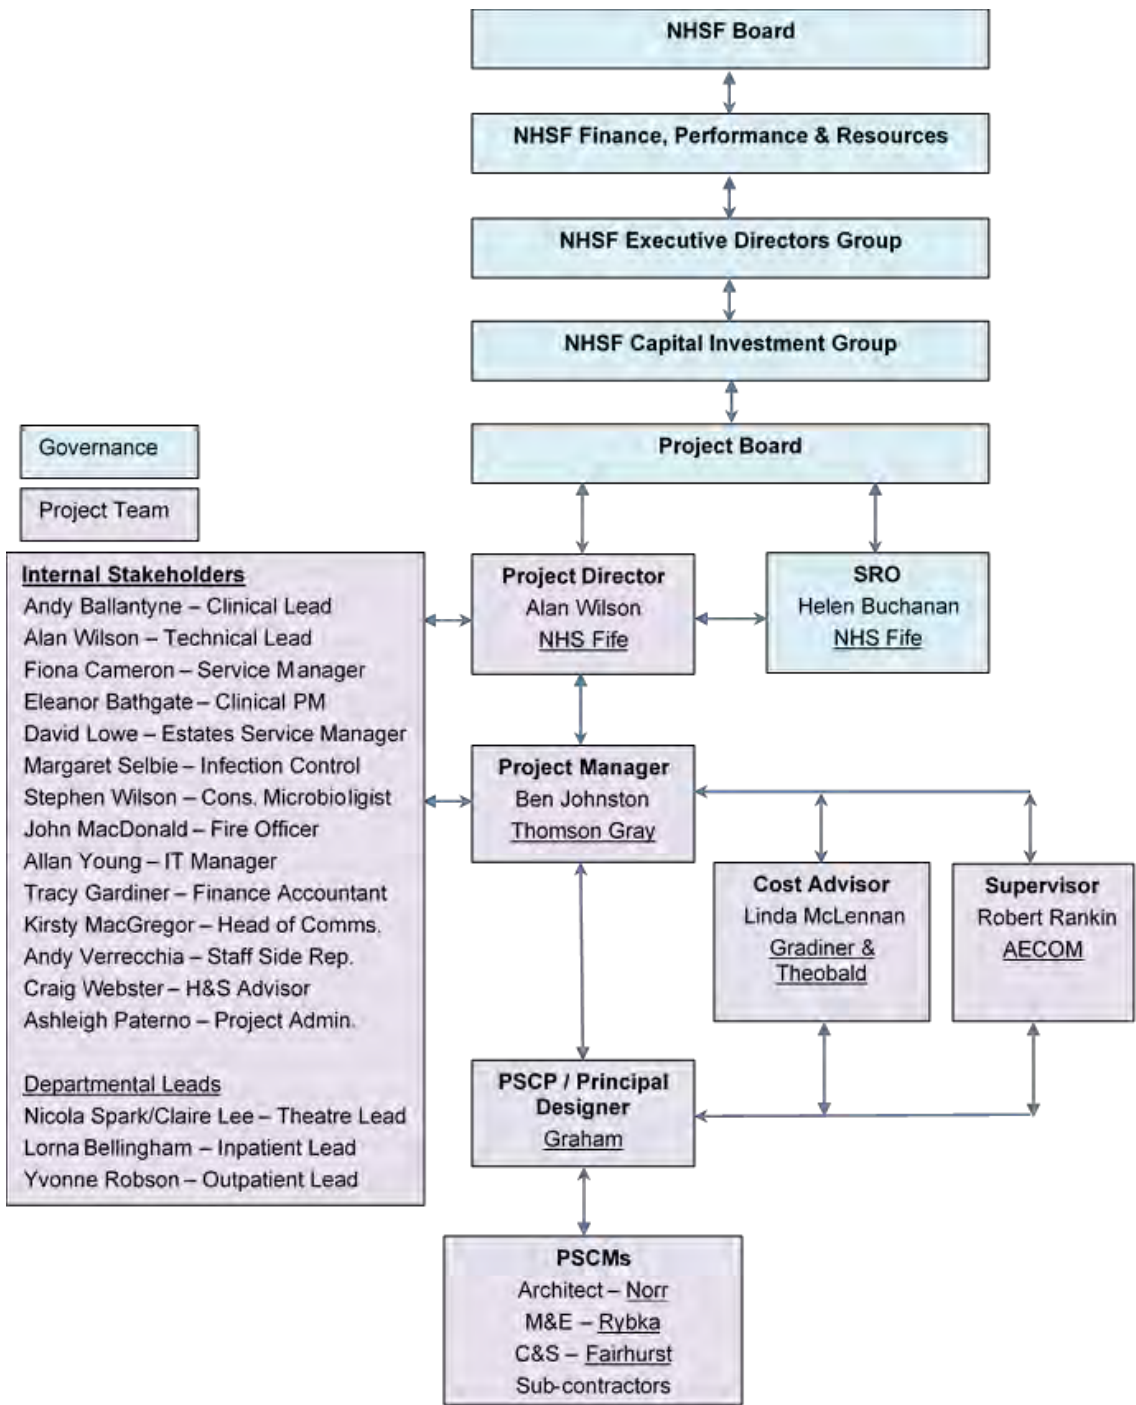 NHSF Board
NHSF Finance, Performance & Resources
NHSF Executive Directors Group
NHSF Capital Investment Group
Project Board
Governance
Project Team
Internal Stakeholders
Andy Ballantyne – Clinical Lead
Alan Wilson – Technical Lead
Fiona Cameron – Service Manager
Eleanor Bathgate – Clinical PM
David Lowe – Estates Service Manager
Margaret Selbie – Infection Control
Stephen Wilson – Cons. Microbioligist
John MacDonald – Fire Officer
Allan Young – IT Manager
Tracy Gardiner – Finance Accountant
Kirsty MacGregor – Head of Comms.
Andy Verrecchia – Staff Side Rep.
Craig Webster – H&S Advisor
Ashleigh Paterno – Project Admin.
Departmental Leads
Nicola Spark/Claire Lee – Theatre Lead
Lorna Bellingham – Inpatient Lead
Yvonne Robson – Outpatient Lead
Project Director
Alan Wilson
NHS Fife
SRO
Helen Buchanan
NHS Fife
Project Manager
Ben Johnston
Thomson Gray
Cost Advisor
Linda McLennan
Gradiner &
Theobald
Supervisor
Robert Rankin
AECOM
PSCP / Principal
Designer
Graham
PSCMs
Architect – Norr
M&E – Rybka
C&S – Fairhurst
Sub-contractors